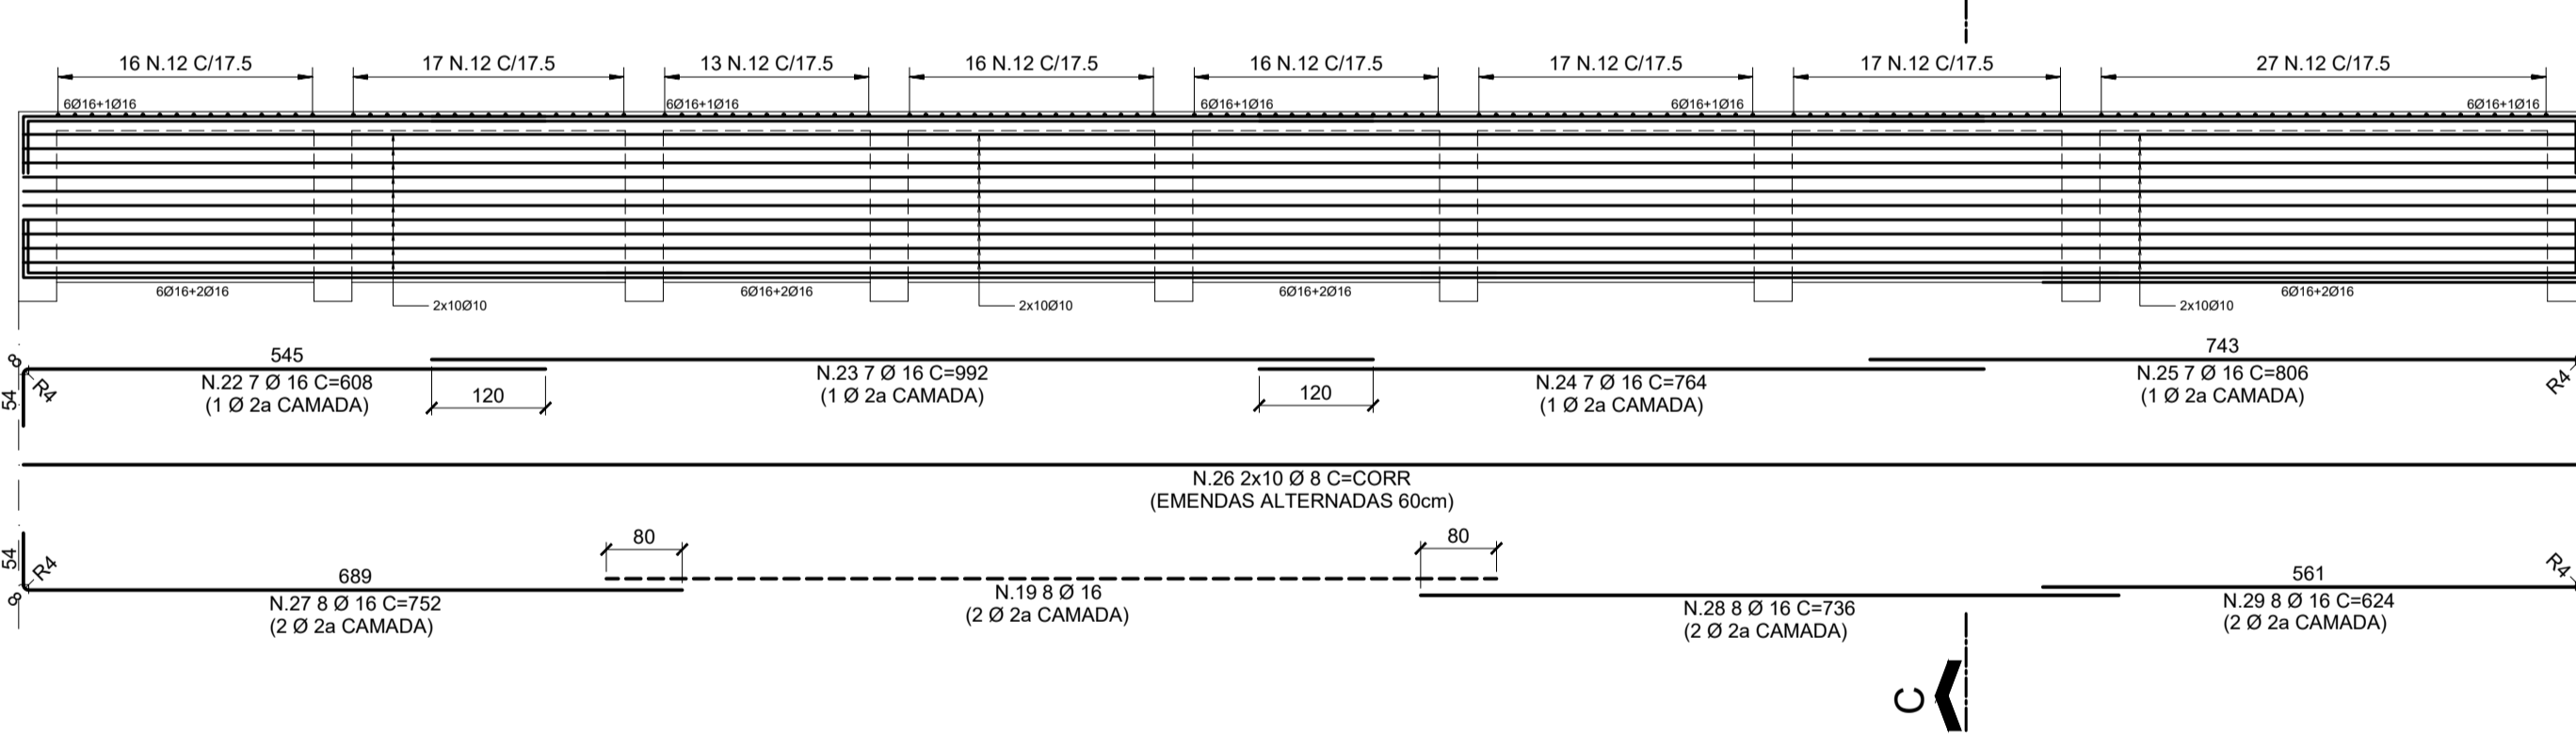 16 N.12 C/17.5
17 N.12 C/17.5
13 N.12 C/17.5
16 N.12 C/17.5
16 N.12 C/17.5
17 N.12 C/17.5
17 N.12 C/17.5
27 N.12 C/17.5
6Ø16+1Ø16
6Ø16+1Ø16
6Ø16+1Ø16
6Ø16+1Ø16
6Ø16+1Ø16
6Ø16+2Ø16
6Ø16+2Ø16
6Ø16+2Ø16
6Ø16+2Ø16
2x10Ø10
2x10Ø10
2x10Ø10
8
54
R4
545
N.22 7 Ø 16 C=608
(1 Ø 2a CAMADA)
120
N.23 7 Ø 16 C=992
(1 Ø 2a CAMADA)
120
N.24 7 Ø 16 C=764
(1 Ø 2a CAMADA)
743
N.25 7 Ø 16 C=806
(1 Ø 2a CAMADA)
R4
N.26 2x10 Ø 8 C=CORR
(EMENDAS ALTERNADAS 60cm)
54
R4
8
689
N.27 8 Ø 16 C=752
(2 Ø 2a CAMADA)
80
N.19 8 Ø 16
(2 Ø 2a CAMADA)
80
N.28 8 Ø 16 C=736
(2 Ø 2a CAMADA)
561
N.29 8 Ø 16 C=624
(2 Ø 2a CAMADA)
R4
C